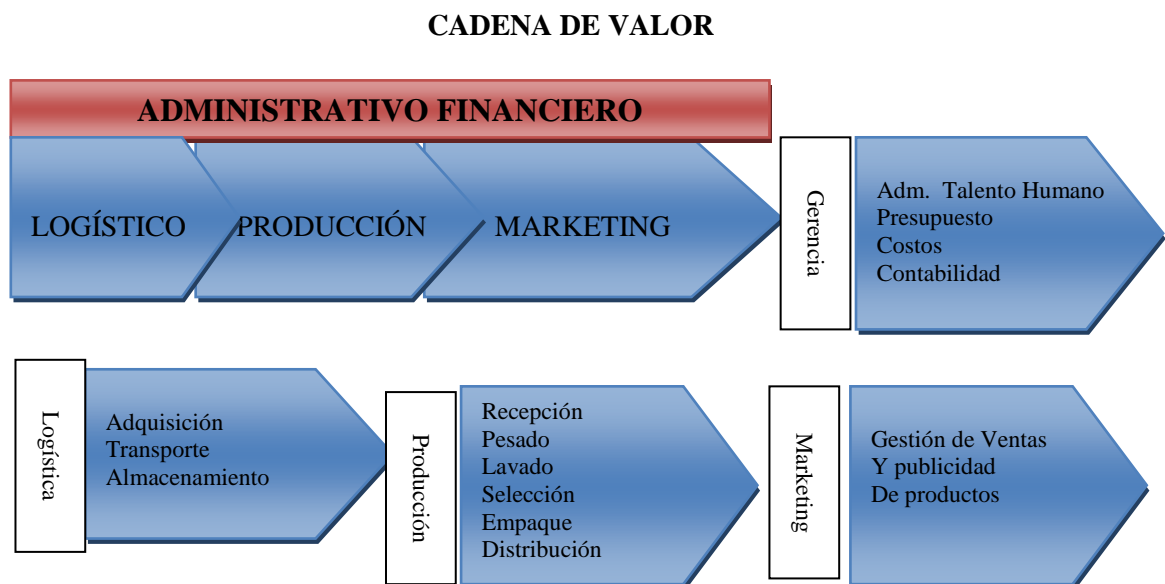 CADENA DE VALOR
ADMINISTRATIVO FINANCIERO
LOGÍSTICO
PRODUCCIÓN
MARKETING
Gerencia
Adm. Talento Humano
Presupuesto
Costos
Contabilidad
Logística
Adquisición
Transporte
Almacenamiento
Producción
Recepción
Pesado
Lavado
Selección
Empaque
Distribución
Marketing
Gestión de Ventas
Y publicidad
De productos